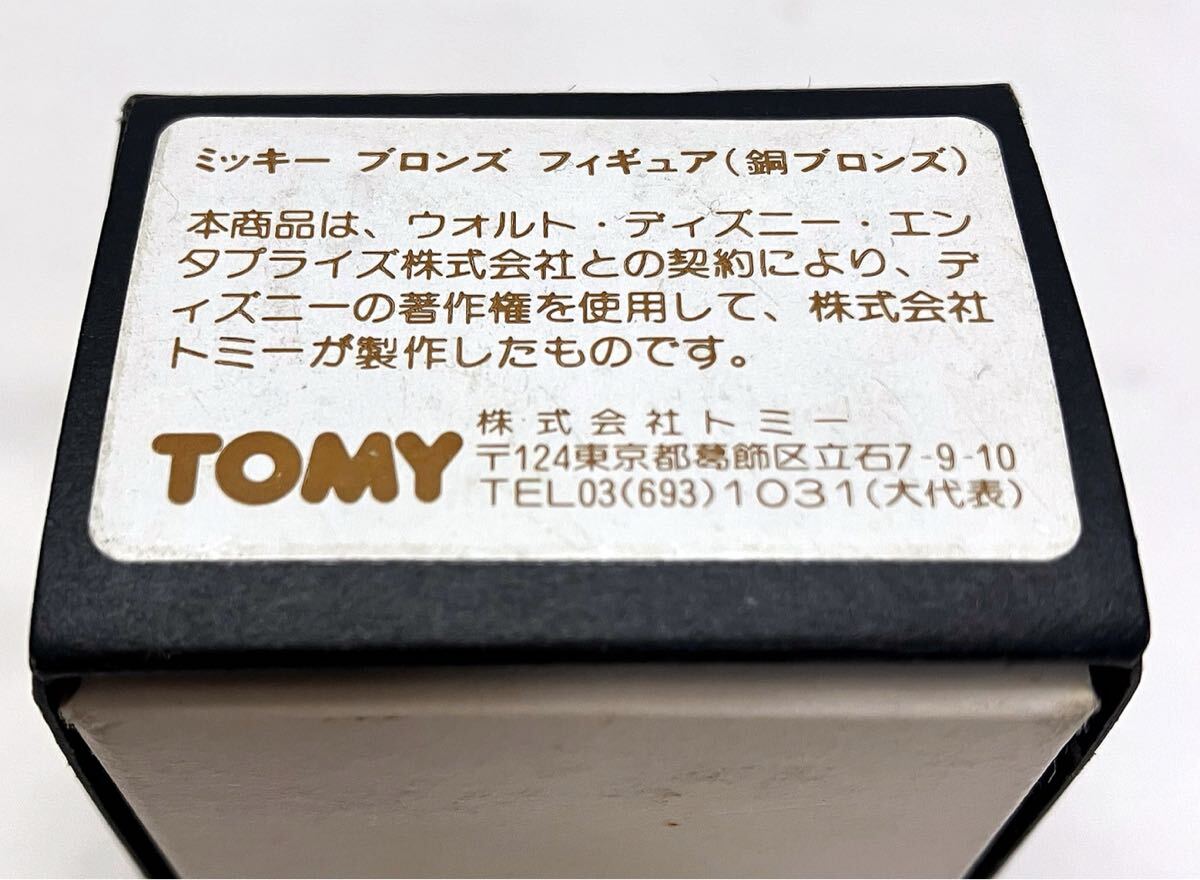 ミッキー ブロンズ フィギュア(銅ブロンズ)
本商品は、ウォルト・ディズニー・エン
タプライズ株式会社との契約により、デ
ィズニーの著作権を使用して、株式会社
トミーが製作したものです。
TOMY
株式会社トミー
〒124東京都葛飾区立石7-9-10
TEL03(693)1031(大代表)